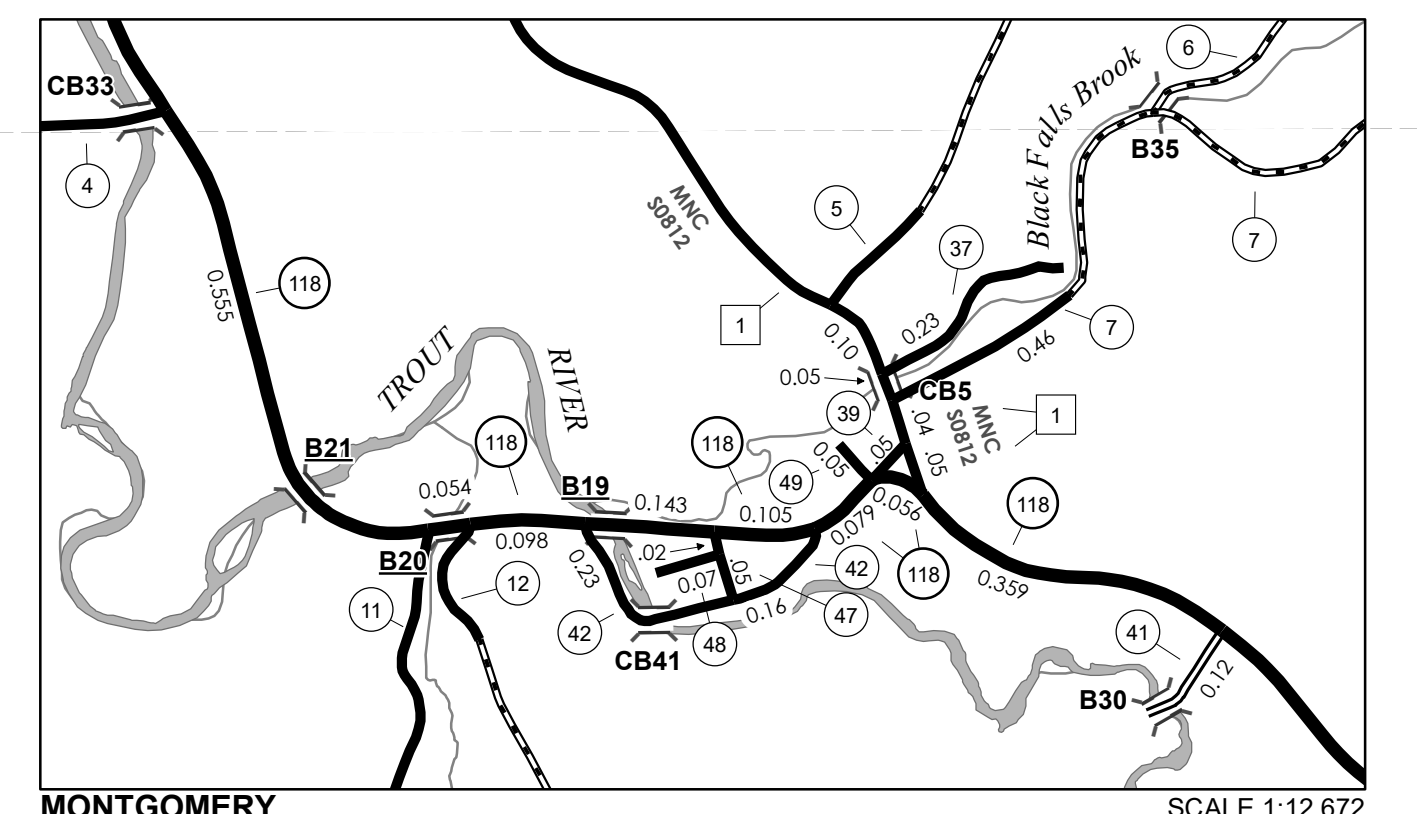 6
CB33
Black Falls Brook
B35
4
MNC
S0812
5
7
37
118
0.555
1
0.10
0.23
7
0.46
TROUT
RIVER
0.05
CB5
39
.04
MNC
S0812
1
118
118
B21
.05
.05
0.05
49
0.054
B19
0.143
0.105
0.056
118
0.079
0.098
B20
.02
.05
42
118
0.359
0.23
12
0.07
11
0.16
47
42
48
41
CB41
0.12
B30
MONTGOMERY
SCALE 1:12,672